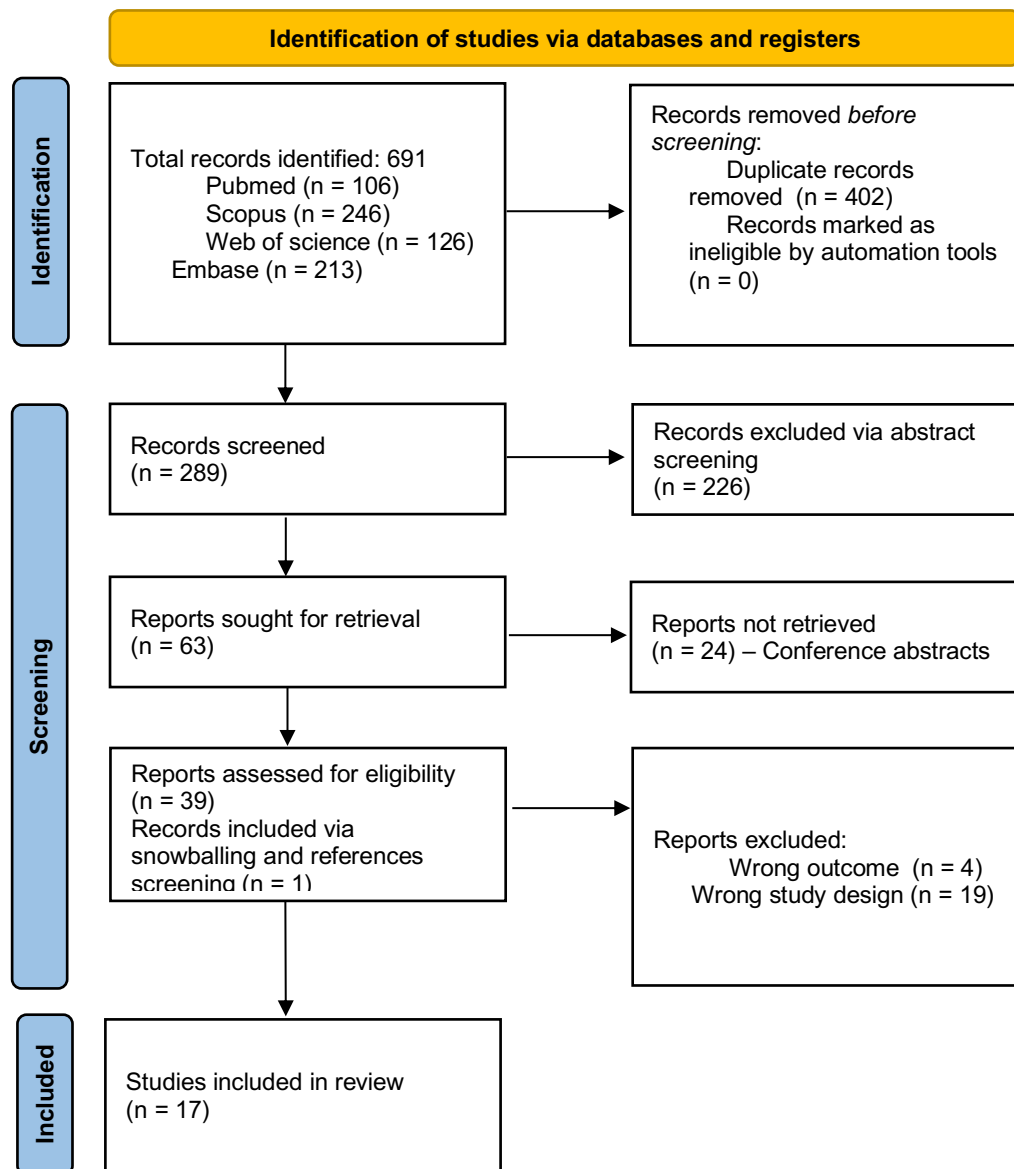 Identification of studies via databases and registers
Identification
Total records identified: 691
Pubmed (n = 106)
Scopus (n = 246)
Web of science (n = 126)
Embase (n = 213)
Records removed before
screening:
Duplicate records
removed (n = 402)
Records marked as
ineligible by automation tools
(n = 0)
Screening
Records screened
(n = 289)
Records excluded via abstract
screening
(n = 226)
Reports sought for retrieval
(n = 63)
Reports not retrieved
(n = 24) – Conference abstracts
Reports assessed for eligibility
(n = 39)
Records included via
snowballing and references
screening (n = 1)
Reports excluded:
Wrong outcome (n = 4)
Wrong study design (n = 19)
Included
Studies included in review
(n = 17)